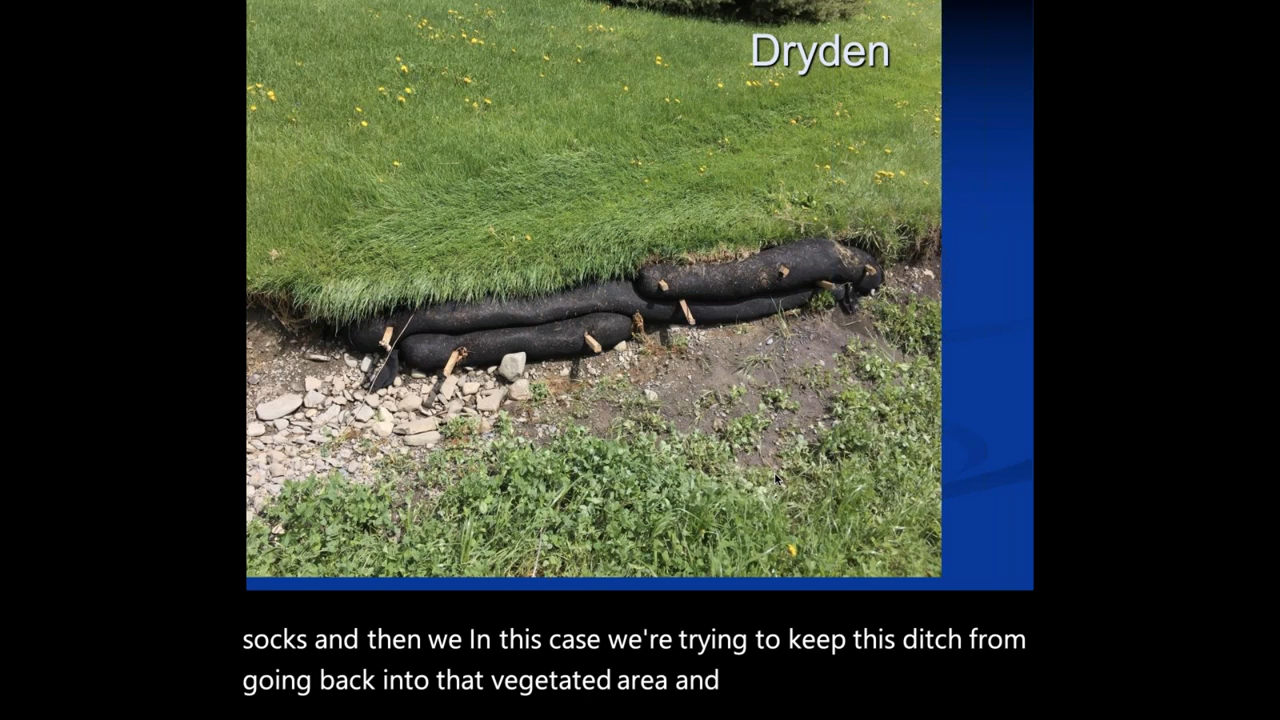 Dryden
socks and then we In this case we're trying to keep this ditch from
going back into that vegetated area and